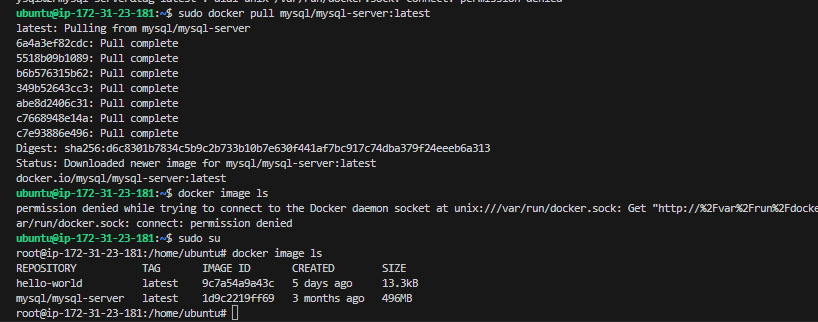 ubuntu@ip-172-31-23-181:~$ sudo docker pull mysql/mysql-server:latest
latest: Pulling from mysql/mysql-server
6a4a3ef82cdc: Pull complete
5518b09b1089: Pull complete
b6b576315b62: Pull complete
349b52643cc3: Pull complete
abe8d2406c31: Pull complete
c7668948e14a: Pull complete
c7e93886e496: Pull complete
Digest: sha256:d6c8301b7834c5b9c2b733b10b7e630f441af7bc917c74dba379f24eeeb6a313
Status: Downloaded newer image for mysql/mysql-server:latest
docker.io/mysql/mysql-server:latest
ubuntu@ip-172-31-23-181:~$ docker image ls
permission denied while trying to connect to the Docker daemon socket at unix:///var/run/docker.sock: Get "http://%2Fvar%2Frun%2Fdocke
ar/run/docker.sock: connect: permission denied
ubuntu@ip-172-31-23-181:~$ sudo su
root@ip-172-31-23-181:/home/ubuntu# docker image ls
REPOSITORY TAG IMAGE ID CREATED SIZE
hello-world latest 9c7a54a9a43c 5 days ago 13.3kB
mysql/mysql-server latest 1d9c2219ff69 3 months ago 496MB
root@ip-172-31-23-181:/home/ubuntu#